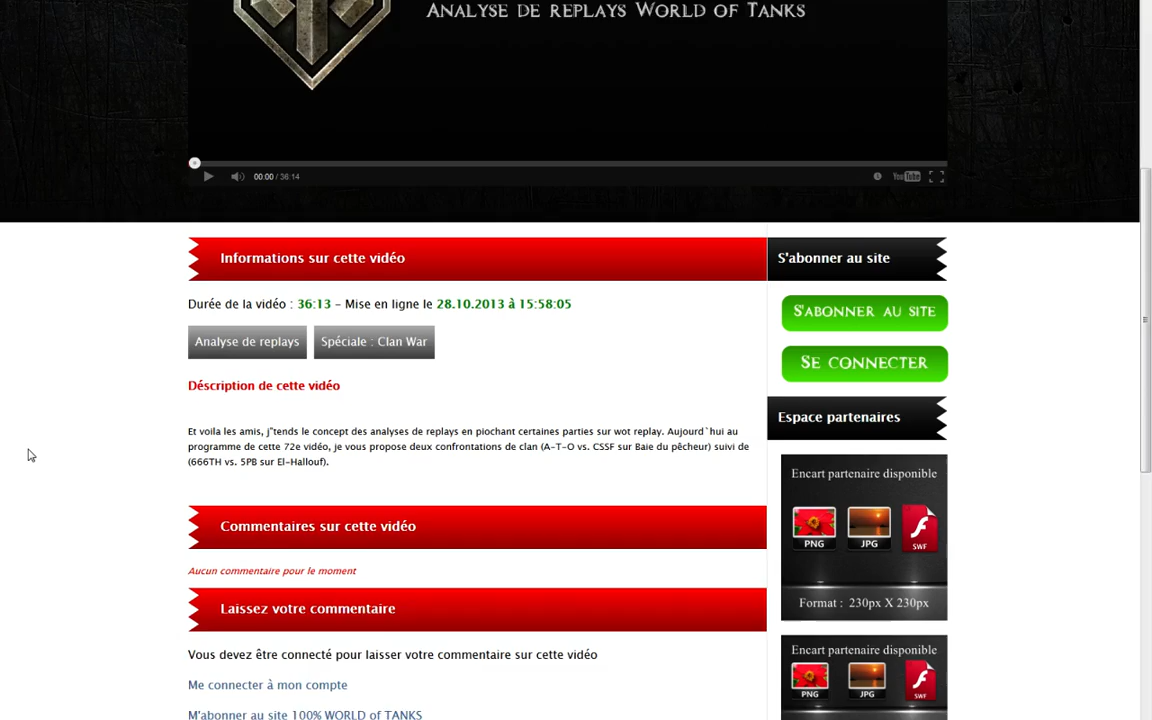 Analyse de replays World of Tanks
00:00 / 36:14
YouTube
Informations sur cette vidéo
S'abonner au site
Durée de la vidéo : 36:13 - Mise en ligne le 28.10.2013 à 15:58:05
S'abonner au site
Analyse de replays
Spéciale : Clan War
Se connecter
Déscription de cette vidéo
Espace partenaires
Et voila les amis, j"tends le concept des analyses de replays en piochant certaines parties sur wot replay. Aujourd`hui au
programme de cette 72e vidéo, je vous propose deux confrontations de clan (A-T-O vs. CSSF sur Baie du pêcheur) suivi de
(666TH vs. 5PB sur El-Hallouf).
Encart partenaire disponible
PNG
JPG
SWF
Format : 230px X 230px
Commentaires sur cette vidéo
Aucun commentaire pour le moment
Laissez votre commentaire
Vous devez être connecté pour laisser votre commentaire sur cette vidéo
Me connecter à mon compte
M'abonner au site 100% WORLD of TANKS
Encart partenaire disponible
PNG
JPG
SWF